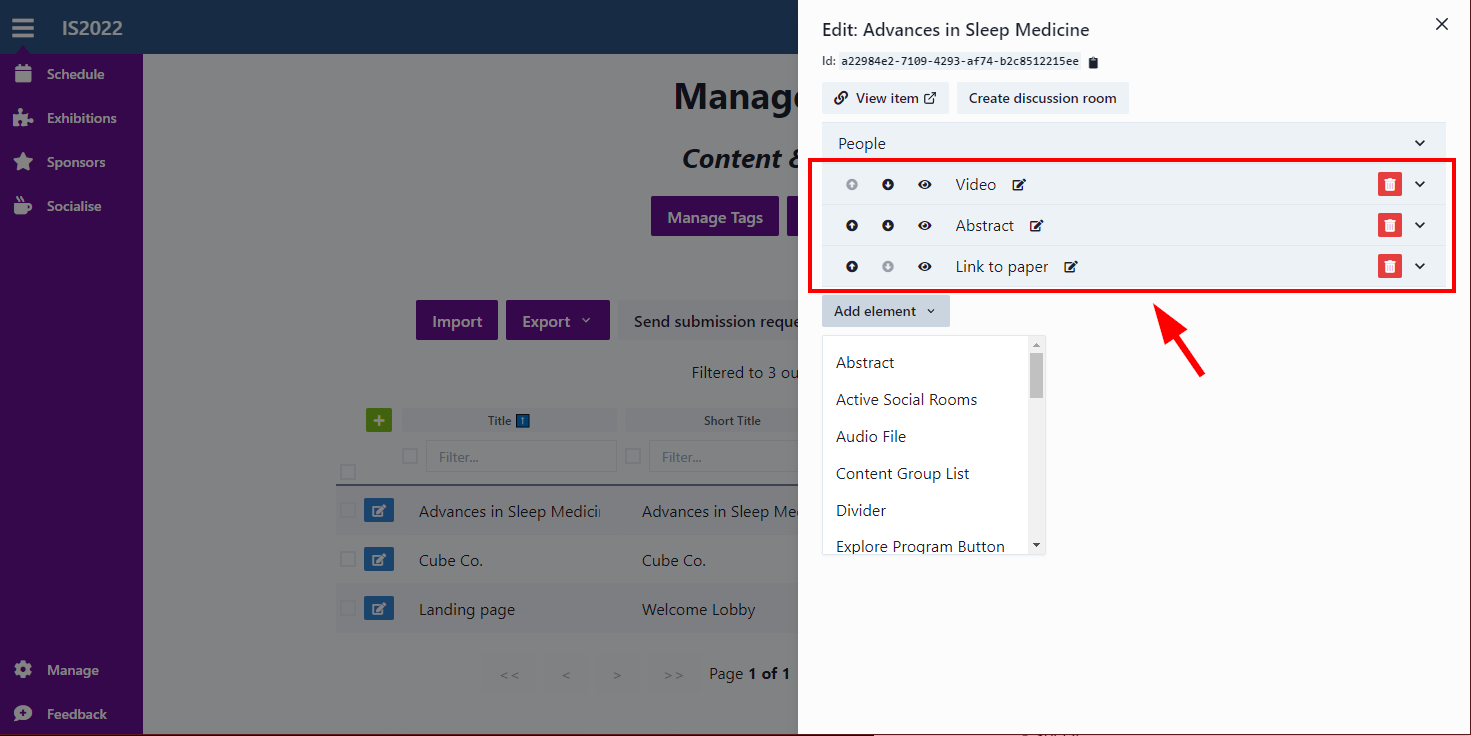 IS2022
Schedule
Exhibitions
Sponsors
Socialise
Manage
Feedback
Manage
Content &
Manage Tags
Import
Export
Send submission reque
Filtered to 3 ou
Title
Short Title
Filter...
Filter...
Advances in Sleep Medici
Advances in Sleep Me
Cube Co.
Cube Co.
Landing page
Welcome Lobby
<< < > >> Page 1 of 1
Edit: Advances in Sleep Medicine
Id: a22984e2-7109-4293-af74-b2c8512215ee
View item
Create discussion room
People
Video
Abstract
Link to paper
Add element
Abstract
Active Social Rooms
Audio File
Content Group List
Divider
Explore Program Button